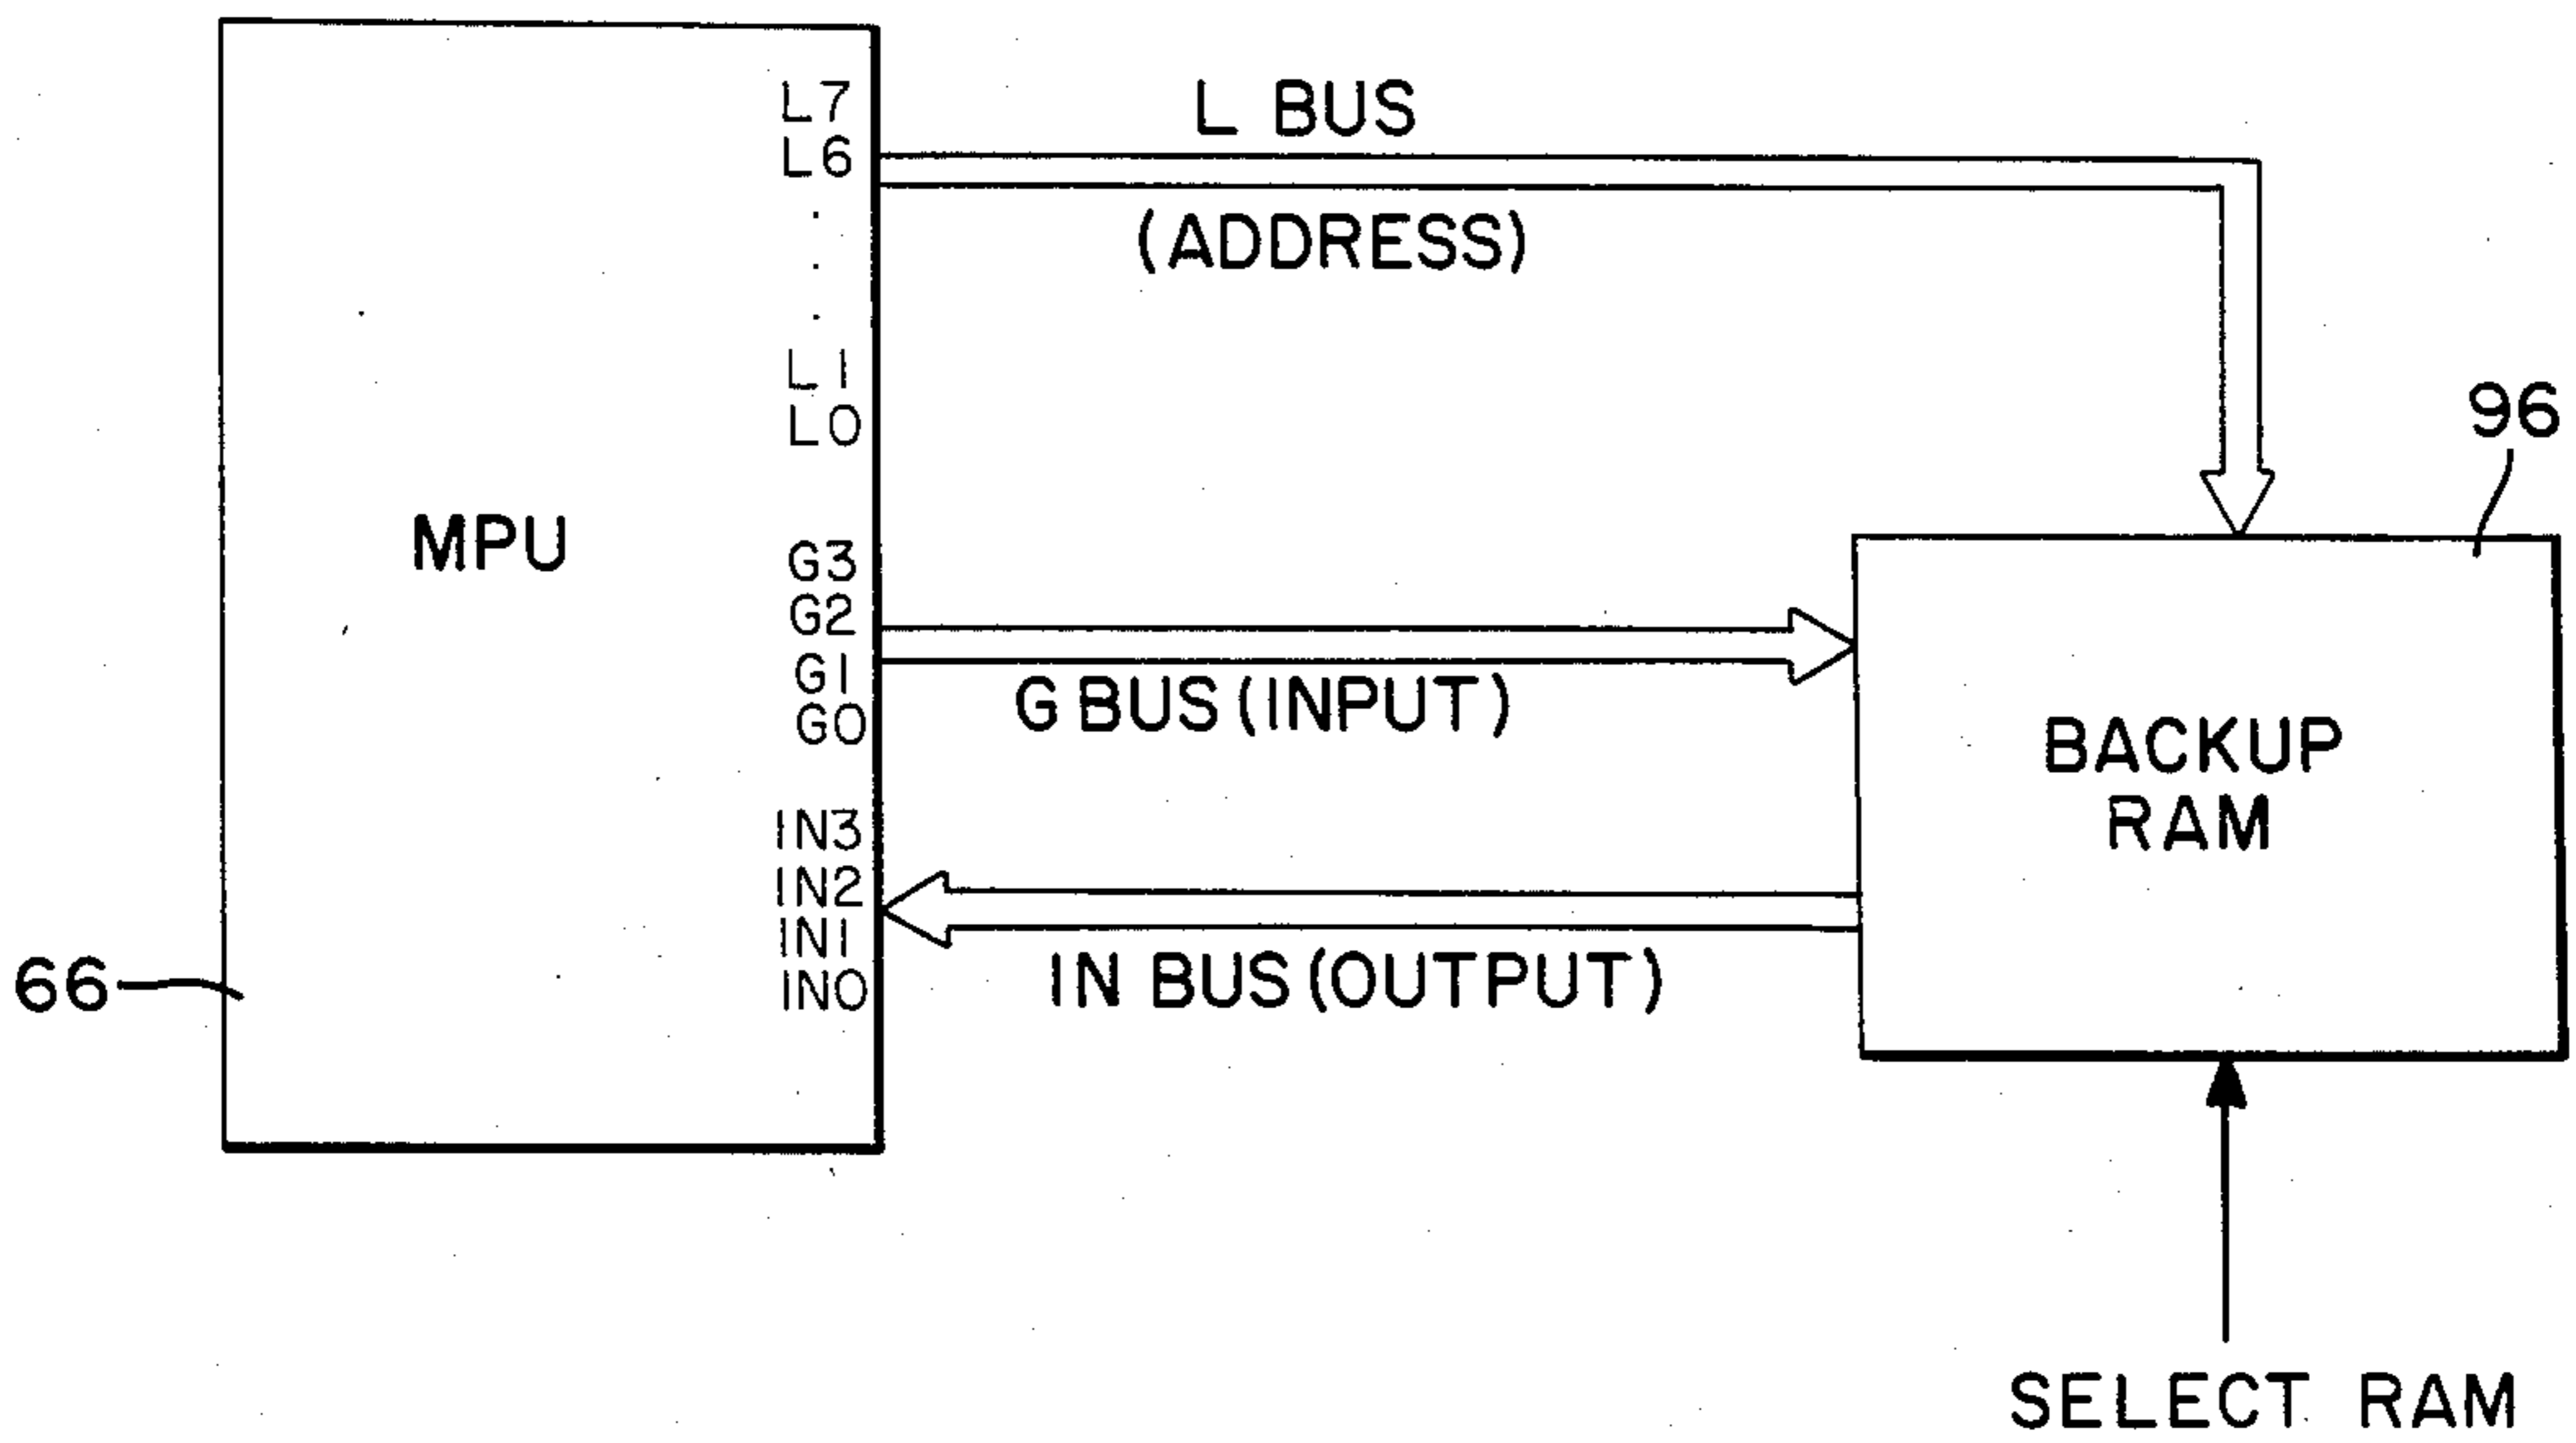 L7
L6
L1
L0
L BUS
(ADDRESS)
MPU
G3
G2
G1
G0
G BUS (INPUT)
IN3
IN2
IN1
IN0
IN BUS (OUTPUT)
66
96
BACKUP
RAM
SELECT RAM